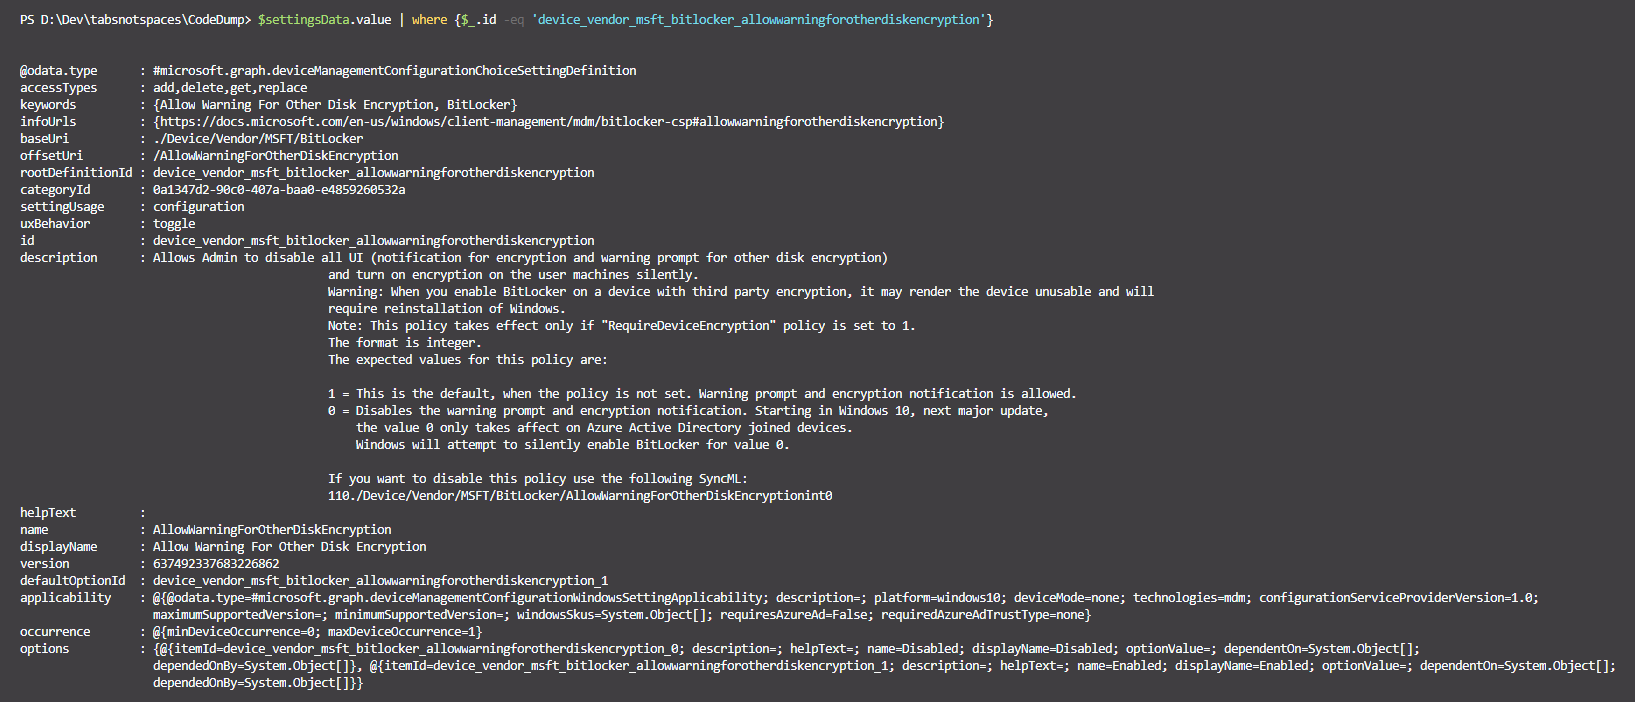 PS D:\Dev\tabsnotspaces\CodeDump> $settingsData.value | where {$_.id -eq 'device_vendor_msft_bitlocker_allowwarningforotherdiskencryption'}
@odata.type      : #microsoft.graph.deviceManagementConfigurationChoiceSettingDefinition
accessTypes      : add,delete,get,replace
keywords         : {Allow Warning For Other Disk Encryption, BitLocker}
infoUrls         : {https://docs.microsoft.com/en-us/windows/client-management/mdm/bitlocker-csp#allowwarningforotherdiskencryption}
baseUri          : ./Device/Vendor/MSFT/BitLocker
offsetUri        : /AllowWarningForOtherDiskEncryption
rootDefinitionId : device_vendor_msft_bitlocker_allowwarningforotherdiskencryption
categoryId       : 0a1347d2-90c0-407a-baa0-e4859260532a
settingUsage     : configuration
uxBehavior       : toggle
id               : device_vendor_msft_bitlocker_allowwarningforotherdiskencryption
description      : Allows Admin to disable all UI (notification for encryption and warning prompt for other disk encryption)
and turn on encryption on the user machines silently.
Warning: When you enable BitLocker on a device with third party encryption, it may render the device unusable and will
require reinstallation of Windows.
Note: This policy takes effect only if "RequireDeviceEncryption" policy is set to 1.
The format is integer.
The expected values for this policy are:
1 = This is the default, when the policy is not set. Warning prompt and encryption notification is allowed.
0 = Disables the warning prompt and encryption notification. Starting in Windows 10, next major update,
the value 0 only takes affect on Azure Active Directory joined devices.
Windows will attempt to silently enable BitLocker for value 0.
If you want to disable this policy use the following SyncML:
110./Device/Vendor/MSFT/BitLocker/AllowWarningForOtherDiskEncryptionint0
helpText         :
name             : AllowWarningForOtherDiskEncryption
displayName      : Allow Warning For Other Disk Encryption
version          : 637492337683226862
defaultOptionId  : device_vendor_msft_bitlocker_allowwarningforotherdiskencryption_1
applicability    : @{@odata.type=#microsoft.graph.deviceManagementConfigurationWindowsSettingApplicability; description=; platform=windows10; deviceMode=none; technologies=mdm; configurationServiceProviderVersion=1.0;
maximumSupportedVersion=; minimumSupportedVersion=; windowsSkus=System.Object[]; requiresAzureAd=False; requiredAzureAdTrustType=none}
occurrence       : @{minDeviceOccurrence=0; maxDeviceOccurrence=1}
options          : {@{itemId=device_vendor_msft_bitlocker_allowwarningforotherdiskencryption_0; description=; helpText=; name=Disabled; displayName=Disabled; optionValue=; dependentOn=System.Object[];
dependedOnBy=System.Object[]}, @{itemId=device_vendor_msft_bitlocker_allowwarningforotherdiskencryption_1; description=; helpText=; name=Enabled; displayName=Enabled; optionValue=; dependentOn=System.Object[];
dependedOnBy=System.Object[]}}